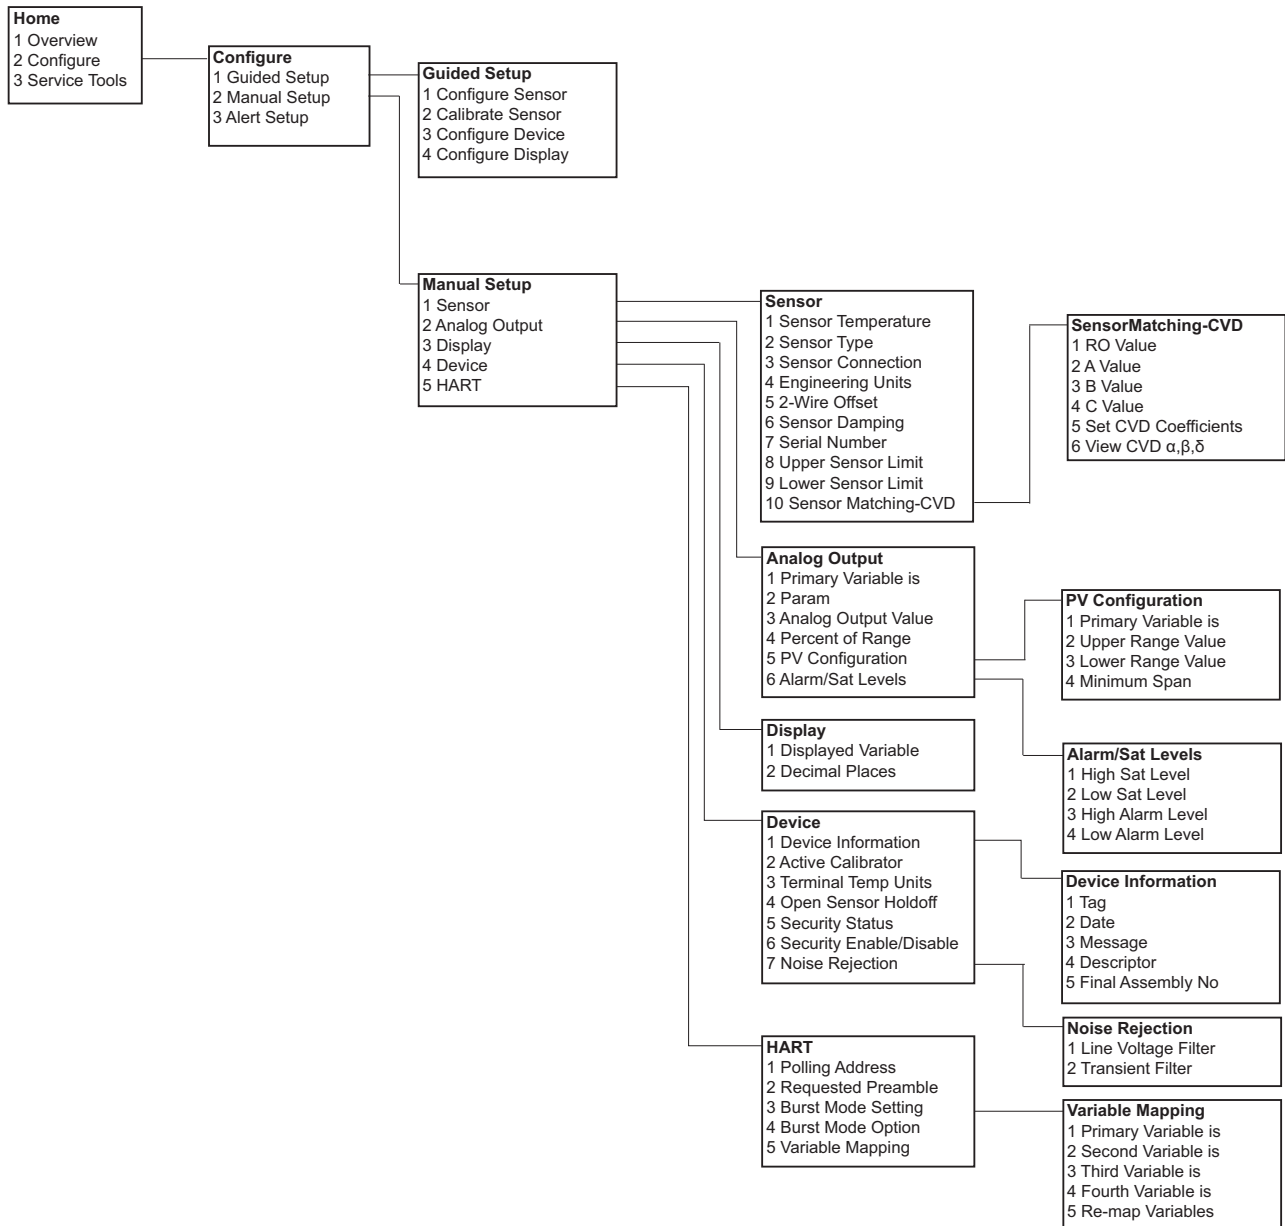 Home
1 Overview
2 Configure
3 Service Tools
Configure
1 Guided Setup
2 Manual Setup
3 Alert Setup
Guided Setup
1 Configure Sensor
2 Calibrate Sensor
3 Configure Device
4 Configure Display
Manual Setup
1 Sensor
2 Analog Output
3 Display
4 Device
5 HART
Sensor
1 Sensor Temperature
2 Sensor Type
3 Sensor Connection
4 Engineering Units
5 2-Wire Offset
6 Sensor Damping
7 Serial Number
8 Upper Sensor Limit
9 Lower Sensor Limit
10 Sensor Matching-CVD
SensorMatching-CVD
1 RO Value
2 A Value
3 B Value
4 C Value
5 Set CVD Coefficients
6 View CVD α,β,δ
Analog Output
1 Primary Variable is
2 Param
3 Analog Output Value
4 Percent of Range
5 PV Configuration
6 Alarm/Sat Levels
PV Configuration
1 Primary Variable is
2 Upper Range Value
3 Lower Range Value
4 Minimum Span
Display
1 Displayed Variable
2 Decimal Places
Alarm/Sat Levels
1 High Sat Level
2 Low Sat Level
3 High Alarm Level
4 Low Alarm Level
Device
1 Device Information
2 Active Calibrator
3 Terminal Temp Units
4 Open Sensor Holdoff
5 Security Status
6 Security Enable/Disable
7 Noise Rejection
Device Information
1 Tag
2 Date
3 Message
4 Descriptor
5 Final Assembly No
Noise Rejection
1 Line Voltage Filter
2 Transient Filter
HART
1 Polling Address
2 Requested Preamble
3 Burst Mode Setting
4 Burst Mode Option
5 Variable Mapping
Variable Mapping
1 Primary Variable is
2 Second Variable is
3 Third Variable is
4 Fourth Variable is
5 Re-map Variables